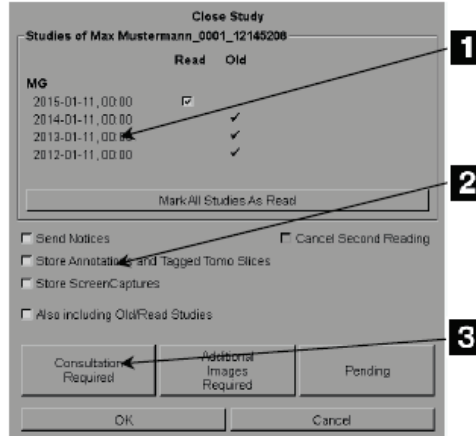 Close Study
Studies of Max Mustermann_0001_12145208
Read Old
MG
2015-01-11, 00:00
2014-01-11, 00:00
2013-01-11, 00:00
2012-01-11, 00:00
Mark All Studies As Read
Send Notices Cancel Second Reading
Store Annotations and Tagged Tomo Slices
Store ScreenCaptures
Also including Old/Read Studies
Consultation
Required
Additional
Images
Required
Pending
OK Cancel
1
2
3